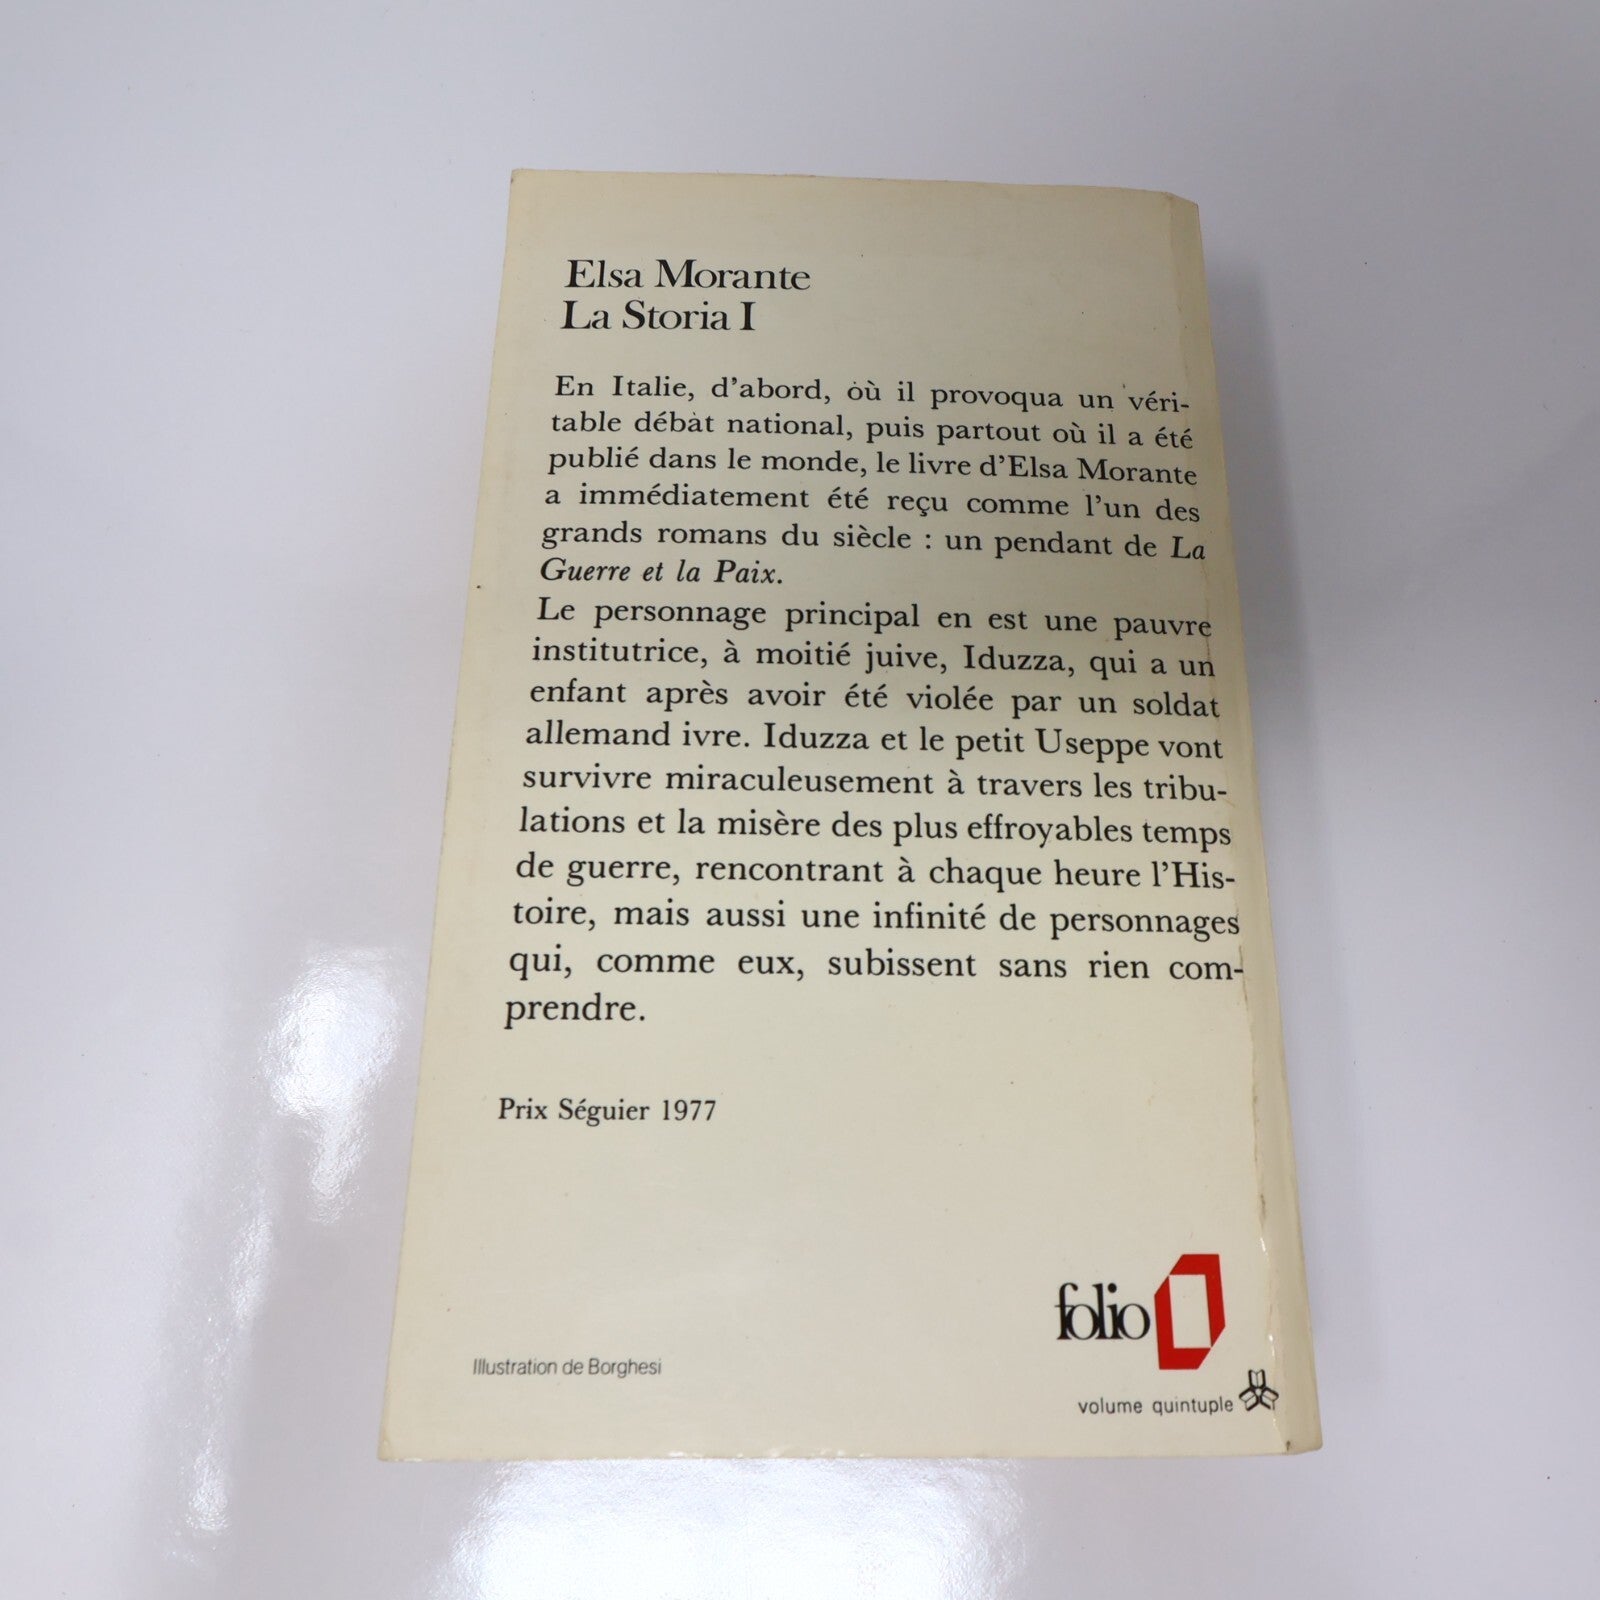 Elsa Morante
La Storia I
En Italie, d'abord, où il provoqua un véri-
table débat national, puis partout où il a été
publié dans le monde, le livre d'Elsa Morante
a immédiatement été reçu comme l'un des
grands romans du siècle : un pendant de La
Guerre et la Paix.
Le personnage principal en est une pauvre
institutrice, à moitié juive, Iduzza, qui a un
enfant après avoir été violée par un soldat
allemand ivre. Iduzza et le petit Useppe vont
survivre miraculeusement à travers les tribu-
lations et la misère des plus effroyables temps
de guerre, rencontrant à chaque heure l'His-
toire, mais aussi une infinité de personnages
qui, comme eux, subissent sans rien com-
prendre.
Prix Séguier 1977
folio
Illustration de Borghesi
volume quintuple